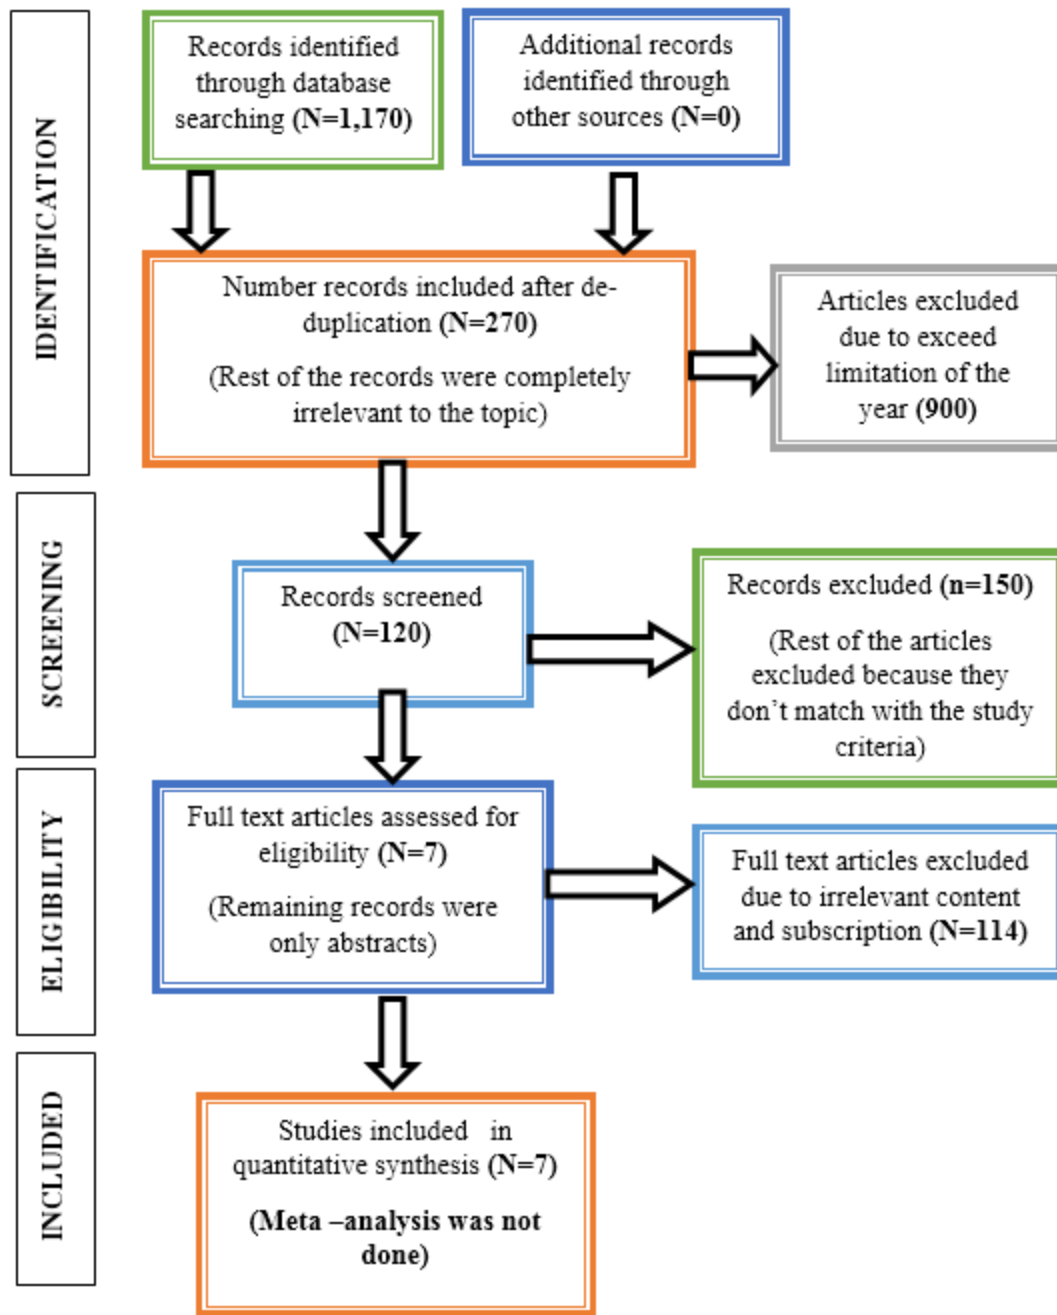 IDENTIFICATION
Records identified
through database
searching (N=1,170)
Additional records
identified through
other sources (N=0)
Number records included after de-
duplication (N=270)
(Rest of the records were completely
irrelevant to the topic)
Articles excluded
due to exceed
limitation of the
year (900)
SCREENING
Records screened
(N=120)
Records excluded (n=150)
(Rest of the articles
excluded because they
don’t match with the study
criteria)
ELIGIBILITY
Full text articles assessed for
eligibility (N=7)
(Remaining records were
only abstracts)
Full text articles excluded
due to irrelevant content
and subscription (N=114)
INCLUDED
Studies included in
quantitative synthesis (N=7)
(Meta –analysis was not
done)